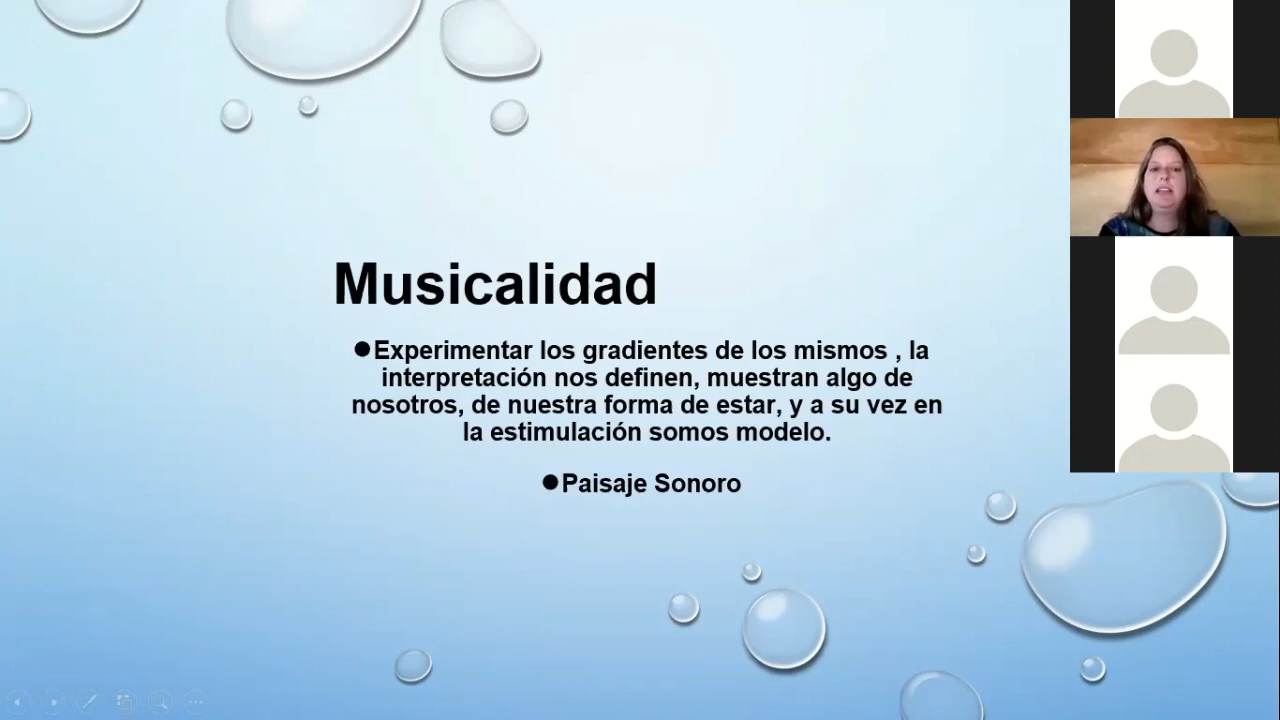 Musicalidad
●Experimentar los gradientes de los mismos , la
interpretación nos definen, muestran algo de
nosotros, de nuestra forma de estar, y a su vez en
la estimulación somos modelo.
●Paisaje Sonoro